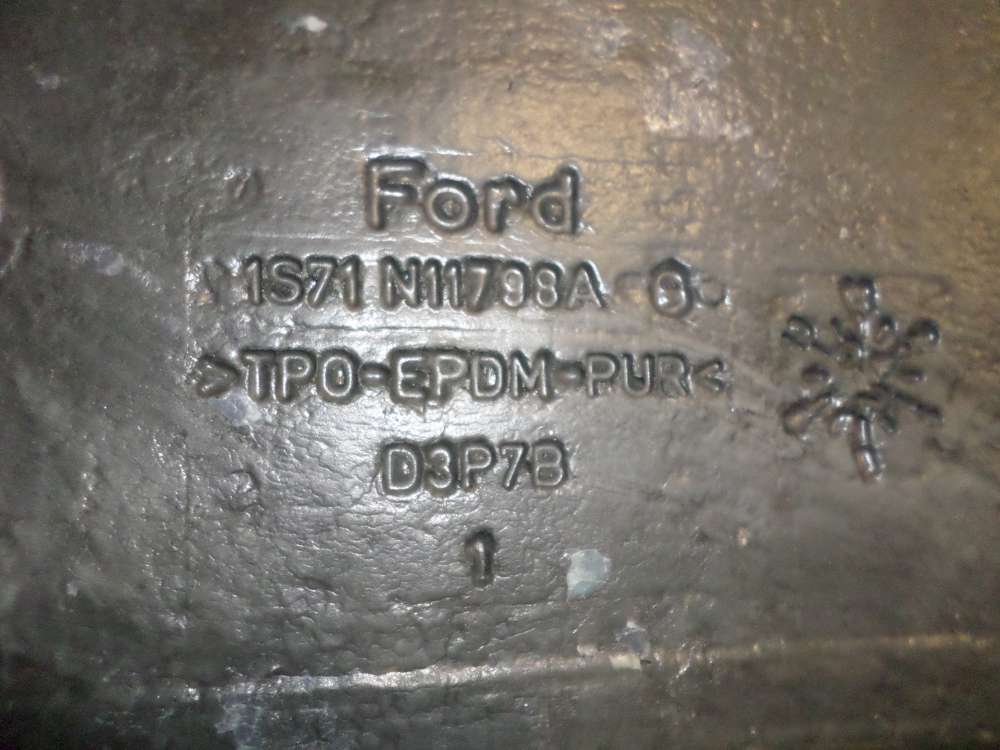 Ford
1S71 N11798A
>TPO-EPDM-PUR<
D3P7B
1